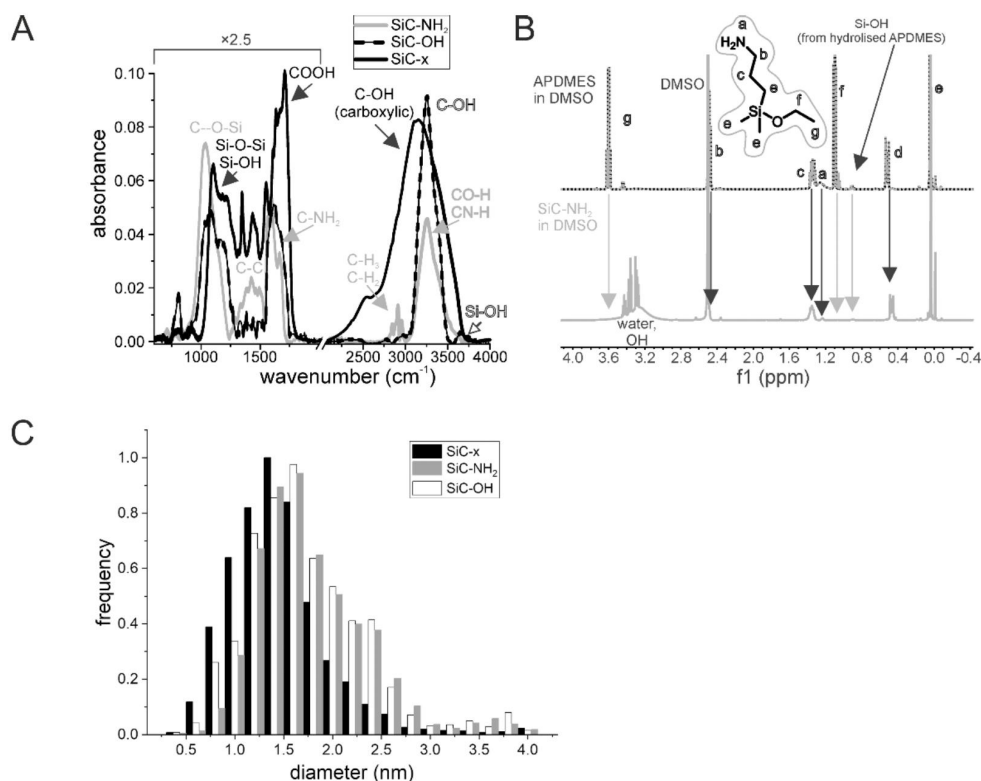 A
×2.5
SiC-NH2
SiC-OH
SiC-x
COOH
C-OH
(carboxylic)
C-OH
C--O-Si
Si-O-Si
Si-OH
CO-H
CN-H
C-NH2
C-C
C-H3
C-H2
Si-OH
0.10
0.08
0.06
0.04
0.02
0.00
absorbance
1000
1500
2500
3000
3500
4000
wavenumber (cm-1)
B
a
H2N
b
c
e
Si
e
e
O
f
g
Si-OH
(from hydrolised APDMES)
APDMES
in DMSO
DMSO
g
b
c
a
f
d
e
SiC-NH2
in DMSO
water,
OH
4.0
3.6
3.2
2.8
2.4
2.0
1.6
1.2
0.8
0.4
0.0
-0.4
f1 (ppm)
C
SiC-x
SiC-NH2
SiC-OH
1.0
0.8
0.6
0.4
0.2
0.0
frequency
0.5
1.0
1.5
2.0
2.5
3.0
3.5
4.0
diameter (nm)